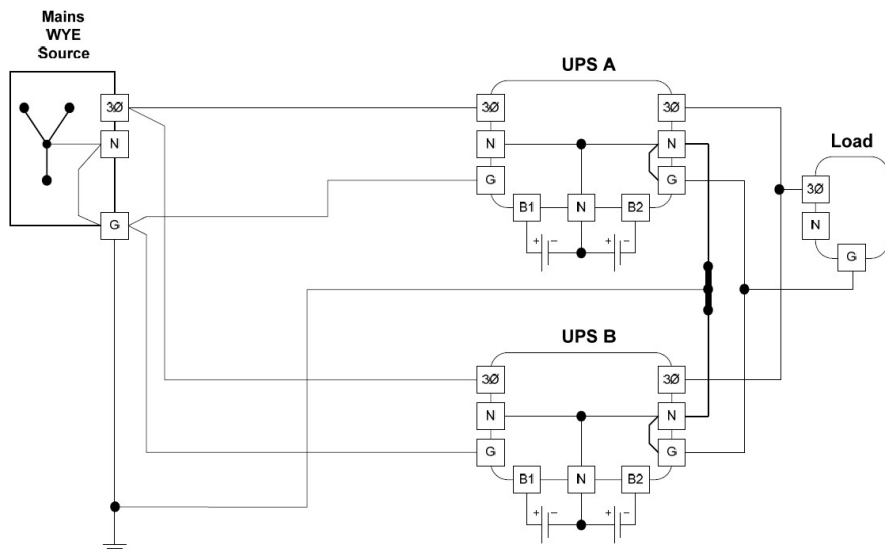 Mains
WYE
Source
3Ø
N
G
UPS A
3Ø
N
G
3Ø
N
G
B1
N
B2
+
−
+
−
Load
3Ø
N
G
UPS B
3Ø
N
G
3Ø
N
G
B1
N
B2
+
−
+
−